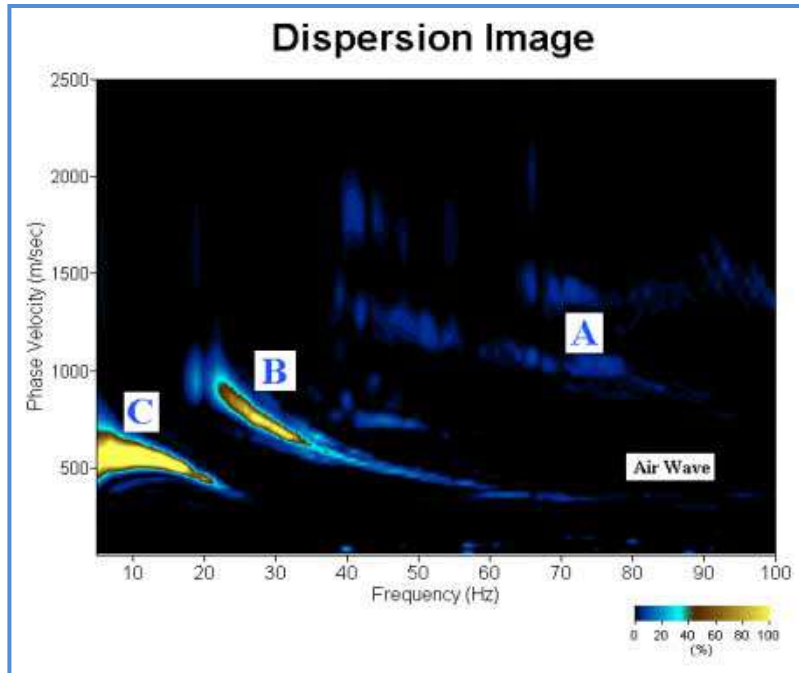 Dispersion Image
2500
2000
1500
1000
500
Phase Velocity (m/sec)
A
B
C
Air Wave
10 20 30 40 50 60 70 80 90 100
Frequency (Hz)
0 20 40 60 80 100
(%)